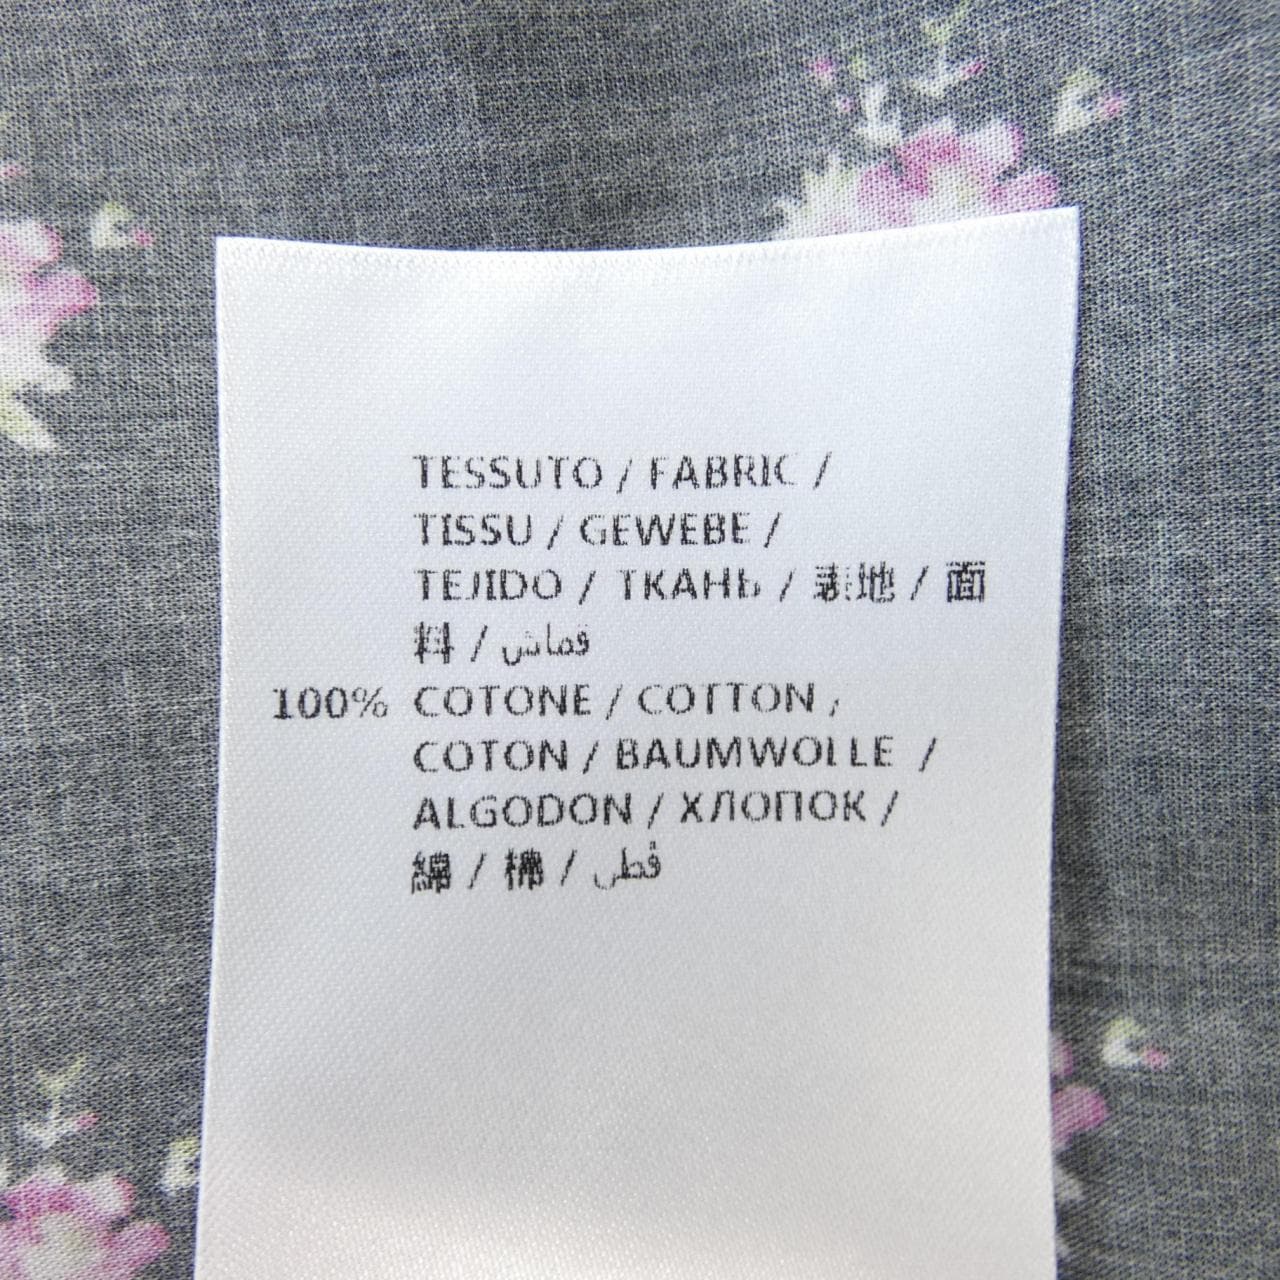 TESSUTO / FABRIC /
TISSU / GEWEBE /
TEJIDO / ТКАНЬ / 表地 / 面
料 / قماش
100% COTONE / COTTON /
COTON / BAUMWOLLE /
ALGODON / ХЛОПОК /
綿 / 棉 / قطن